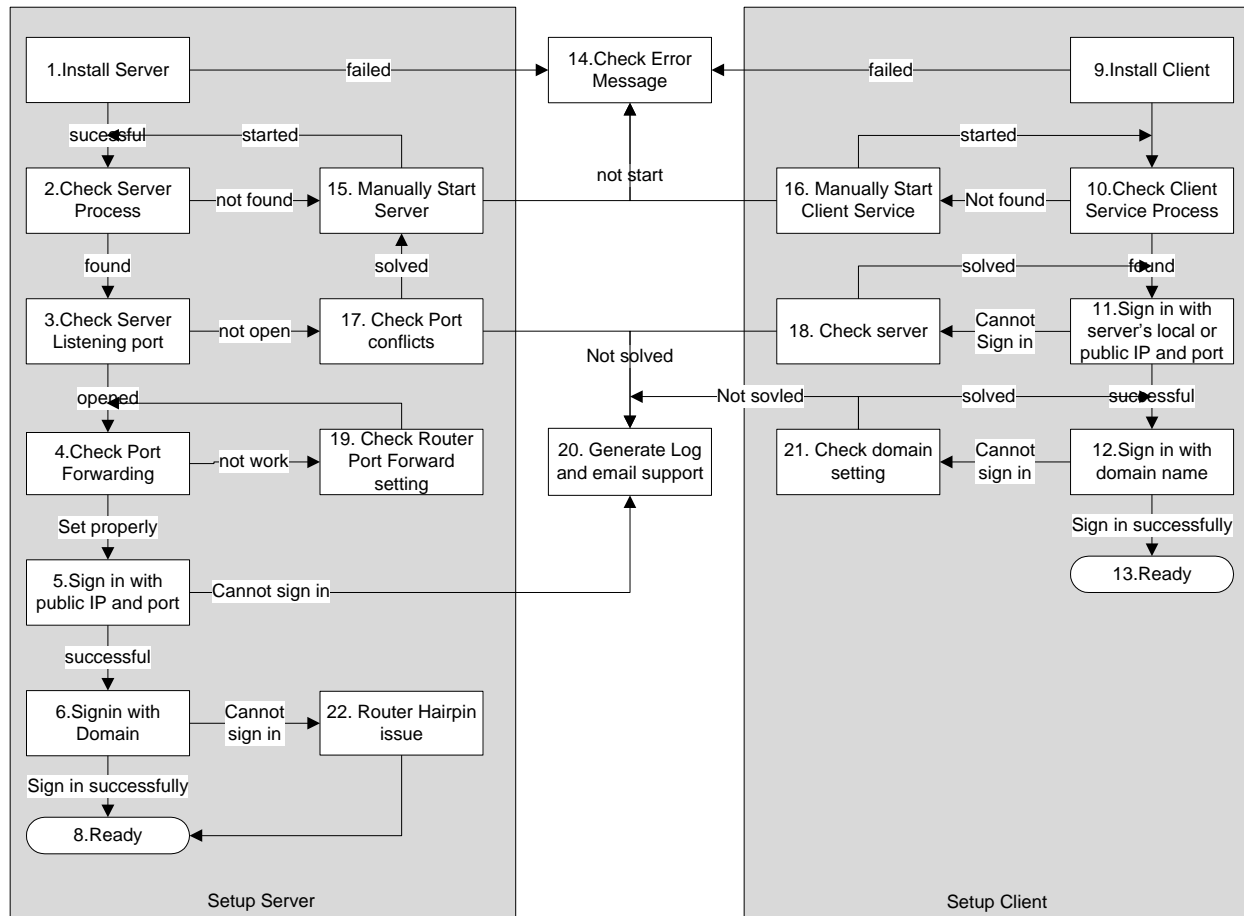 1.Install Server
failed
14.Check Error
Message
failed
9.Install Client
sucessful
started
started
2.Check Server
Process
not found
15. Manually Start
Server
not start
16. Manually Start
Client Service
Not found
10.Check Client
Service Process
found
solved
solved
found
3.Check Server
Listening port
not open
17. Check Port
conflicts
Not solved
18. Check server
Cannot
Sign in
11.Sign in with
server's local or
public IP and port
opened
Not sovled
solved
successful
4.Check Port
Forwarding
not work
19. Check Router
Port Forward
setting
20. Generate Log
and email support
21. Check domain
setting
Cannot
sign in
12.Sign in with
domain name
Set properly
Sign in successfully
5.Sign in with
public IP and port
Cannot sign in
13.Ready
successful
6.Signin with
Domain
Cannot
sign in
22. Router Hairpin
issue
Sign in successfully
8.Ready
Setup Server
Setup Client